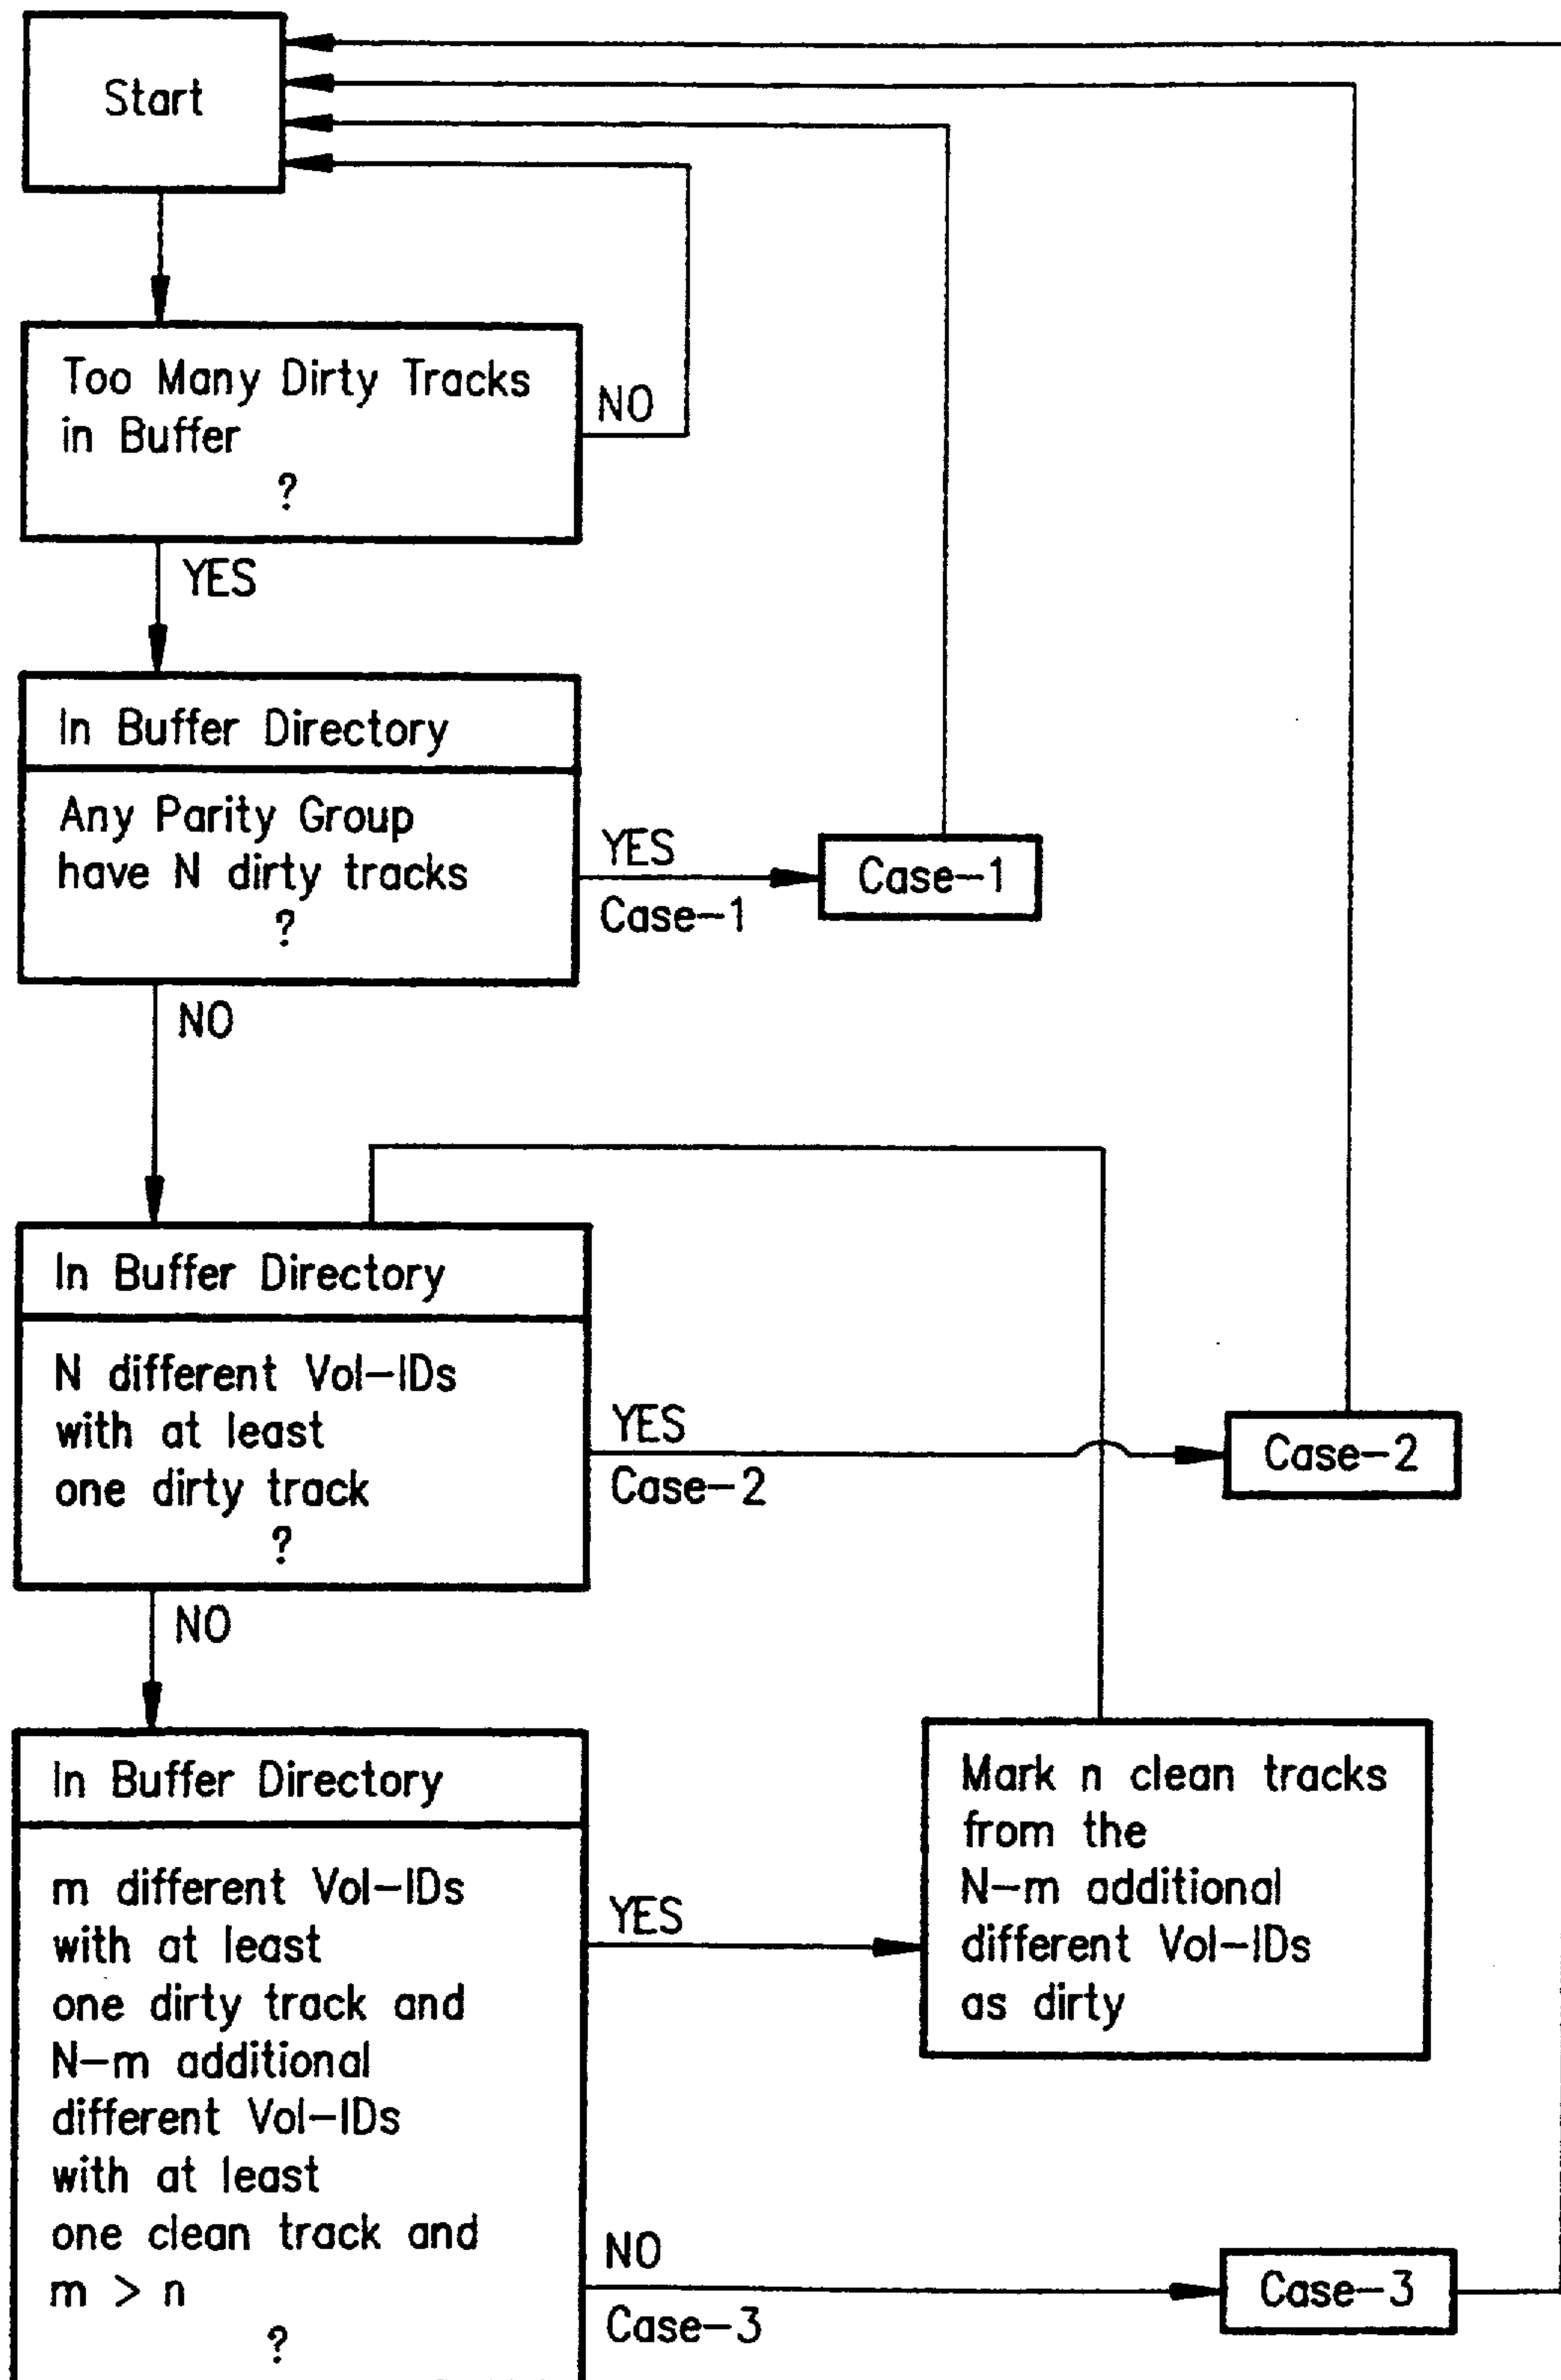 Start
Too Many Dirty Tracks
in Buffer
?
NO
YES
In Buffer Directory
Any Parity Group
have N dirty tracks
?
YES
Case-1
Case-1
NO
In Buffer Directory
N different Vol-IDs
with at least
one dirty track
?
YES
Case-2
Case-2
NO
In Buffer Directory
m different Vol-IDs
with at least
one dirty track and
N-m additional
different Vol-IDs
with at least
one clean track and
m > n
?
YES
Mark n clean tracks
from the
N-m additional
different Vol-IDs
as dirty
NO
Case-3
Case-3